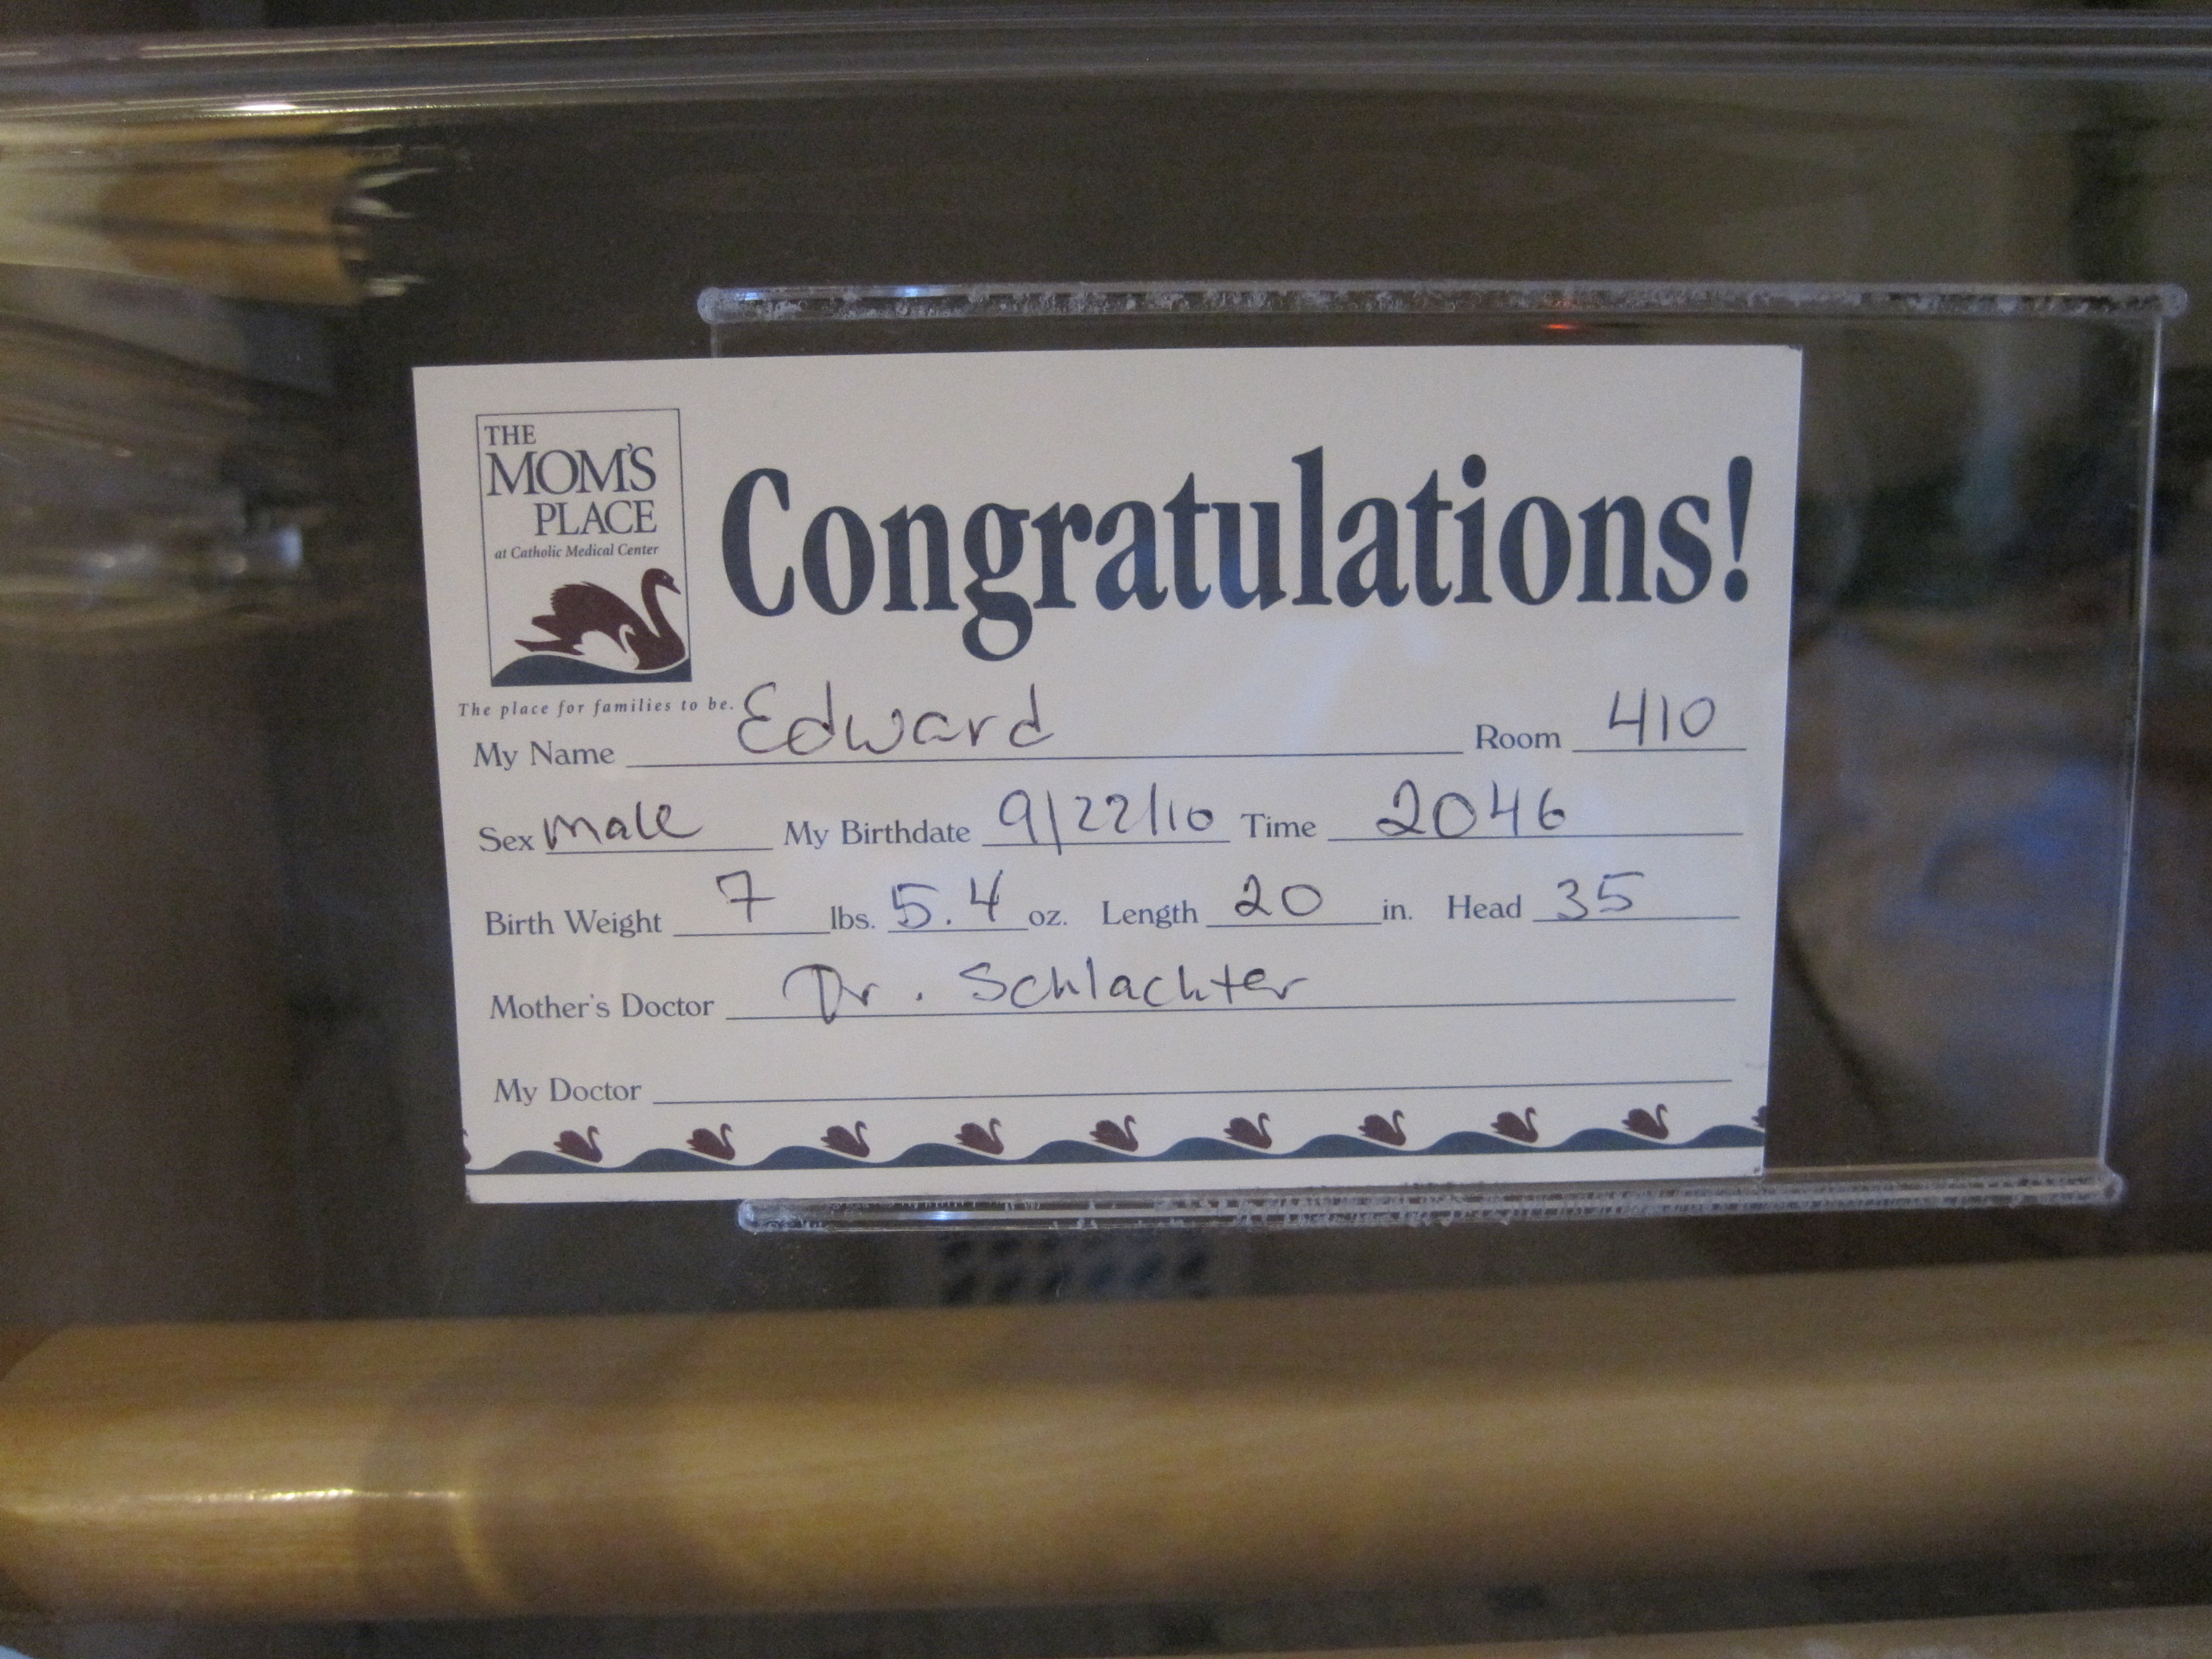 THE
MOM'S
PLACE
at Catholic Medical Center
The place for families to be.
Congratulations!
My Name Edward Room 410
Sex male My Birthdate 9/22/10 Time 2046
Birth Weight 7 lbs. 5.4 oz. Length 20 in. Head 35
Mother's Doctor Dr. Schlachter
My Doctor